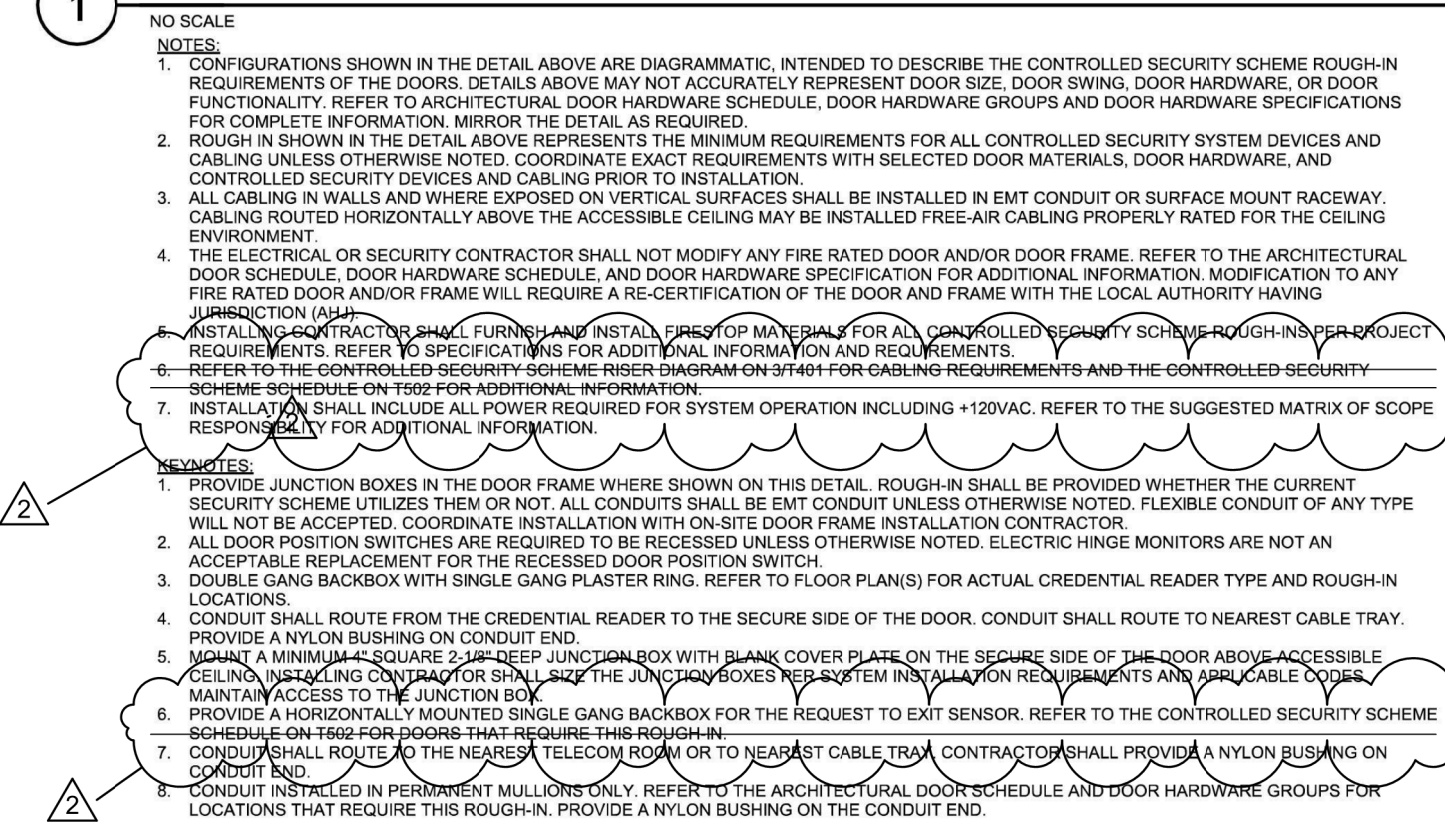 1
NO SCALE
NOTES:
1. CONFIGURATIONS SHOWN IN THE DETAIL ABOVE ARE DIAGRAMMATIC, INTENDED TO DESCRIBE THE CONTROLLED SECURITY SCHEME ROUGH-IN
REQUIREMENTS OF THE DOORS. DETAILS ABOVE MAY NOT ACCURATELY REPRESENT DOOR SIZE, DOOR SWING, DOOR HARDWARE, OR DOOR
FUNCTIONALITY. REFER TO ARCHITECTURAL DOOR HARDWARE SCHEDULE, DOOR HARDWARE GROUPS AND DOOR HARDWARE SPECIFICATIONS
FOR COMPLETE INFORMATION. MIRROR THE DETAIL AS REQUIRED.
2. ROUGH IN SHOWN IN THE DETAIL ABOVE REPRESENTS THE MINIMUM REQUIREMENTS FOR ALL CONTROLLED SECURITY SYSTEM DEVICES AND
CABLING UNLESS OTHERWISE NOTED. COORDINATE EXACT REQUIREMENTS WITH SELECTED DOOR MATERIALS, DOOR HARDWARE, AND
CONTROLLED SECURITY DEVICES AND CABLING PRIOR TO INSTALLATION.
3. ALL CABLING IN WALLS AND WHERE EXPOSED ON VERTICAL SURFACES SHALL BE INSTALLED IN EMT CONDUIT OR SURFACE MOUNT RACEWAY.
CABLING ROUTED HORIZONTALLY ABOVE THE ACCESSIBLE CEILING MAY BE INSTALLED FREE-AIR CABLING PROPERLY RATED FOR THE CEILING
ENVIRONMENT.
4. THE ELECTRICAL OR SECURITY CONTRACTOR SHALL NOT MODIFY ANY FIRE RATED DOOR AND/OR DOOR FRAME. REFER TO THE ARCHITECTURAL
DOOR SCHEDULE, DOOR HARDWARE SCHEDULE, AND DOOR HARDWARE SPECIFICATION FOR ADDITIONAL INFORMATION. MODIFICATION TO ANY
FIRE RATED DOOR AND/OR FRAME WILL REQUIRE A RE-CERTIFICATION OF THE DOOR AND FRAME WITH THE LOCAL AUTHORITY HAVING
JURISDICTION (AHJ).
5. INSTALLING CONTRACTOR SHALL FURNISH AND INSTALL FIRESTOP MATERIALS FOR ALL CONTROLLED SECURITY SCHEME ROUGH-INS PER PROJECT
REQUIREMENTS. REFER TO SPECIFICATIONS FOR ADDITIONAL INFORMATION AND REQUIREMENTS.
6. REFER TO THE CONTROLLED SECURITY SCHEME RISER DIAGRAM ON 3/T401 FOR CABLING REQUIREMENTS AND THE CONTROLLED SECURITY
SCHEME SCHEDULE ON T502 FOR ADDITIONAL INFORMATION.
7. INSTALLATION SHALL INCLUDE ALL POWER REQUIRED FOR SYSTEM OPERATION INCLUDING +120VAC. REFER TO THE SUGGESTED MATRIX OF SCOPE
RESPONSIBILITY FOR ADDITIONAL INFORMATION.
2
KEYNOTES:
1. PROVIDE JUNCTION BOXES IN THE DOOR FRAME WHERE SHOWN ON THIS DETAIL. ROUGH-IN SHALL BE PROVIDED WHETHER THE CURRENT
SECURITY SCHEME UTILIZES THEM OR NOT. ALL CONDUITS SHALL BE EMT CONDUIT UNLESS OTHERWISE NOTED. FLEXIBLE CONDUIT OF ANY TYPE
2
WILL NOT BE ACCEPTED. COORDINATE INSTALLATION WITH ON-SITE DOOR FRAME INSTALLATION CONTRACTOR.
2. ALL DOOR POSITION SWITCHES ARE REQUIRED TO BE RECESSED UNLESS OTHERWISE NOTED. ELECTRIC HINGE MONITORS ARE NOT AN
ACCEPTABLE REPLACEMENT FOR THE RECESSED DOOR POSITION SWITCH.
3. DOUBLE GANG BACKBOX WITH SINGLE GANG PLASTER RING. REFER TO FLOOR PLAN(S) FOR ACTUAL CREDENTIAL READER TYPE AND ROUGH-IN
LOCATIONS.
4. CONDUIT SHALL ROUTE FROM THE CREDENTIAL READER TO THE SECURE SIDE OF THE DOOR. CONDUIT SHALL ROUTE TO NEAREST CABLE TRAY.
PROVIDE A NYLON BUSHING ON CONDUIT END.
5. MOUNT A MINIMUM 4" SQUARE 2-1/8" DEEP JUNCTION BOX WITH BLANK COVER PLATE ON THE SECURE SIDE OF THE DOOR ABOVE ACCESSIBLE
CEILING. INSTALLING CONTRACTOR SHALL SIZE THE JUNCTION BOXES PER SYSTEM INSTALLATION REQUIREMENTS AND APPLICABLE CODES.
MAINTAIN ACCESS TO THE JUNCTION BOX.
6. PROVIDE A HORIZONTALLY MOUNTED SINGLE GANG BACKBOX FOR THE REQUEST TO EXIT SENSOR. REFER TO THE CONTROLLED SECURITY SCHEME
SCHEDULE ON T502 FOR DOORS THAT REQUIRE THIS ROUGH-IN.
7. CONDUIT SHALL ROUTE TO THE NEAREST TELECOM ROOM OR TO NEAREST CABLE TRAY. CONTRACTOR SHALL PROVIDE A NYLON BUSHING ON
CONDUIT END.
8. CONDUIT INSTALLED IN PERMANENT MULLIONS ONLY. REFER TO THE ARCHITECTURAL DOOR SCHEDULE AND DOOR HARDWARE GROUPS FOR
2
LOCATIONS THAT REQUIRE THIS ROUGH-IN. PROVIDE A NYLON BUSHING ON THE CONDUIT END.